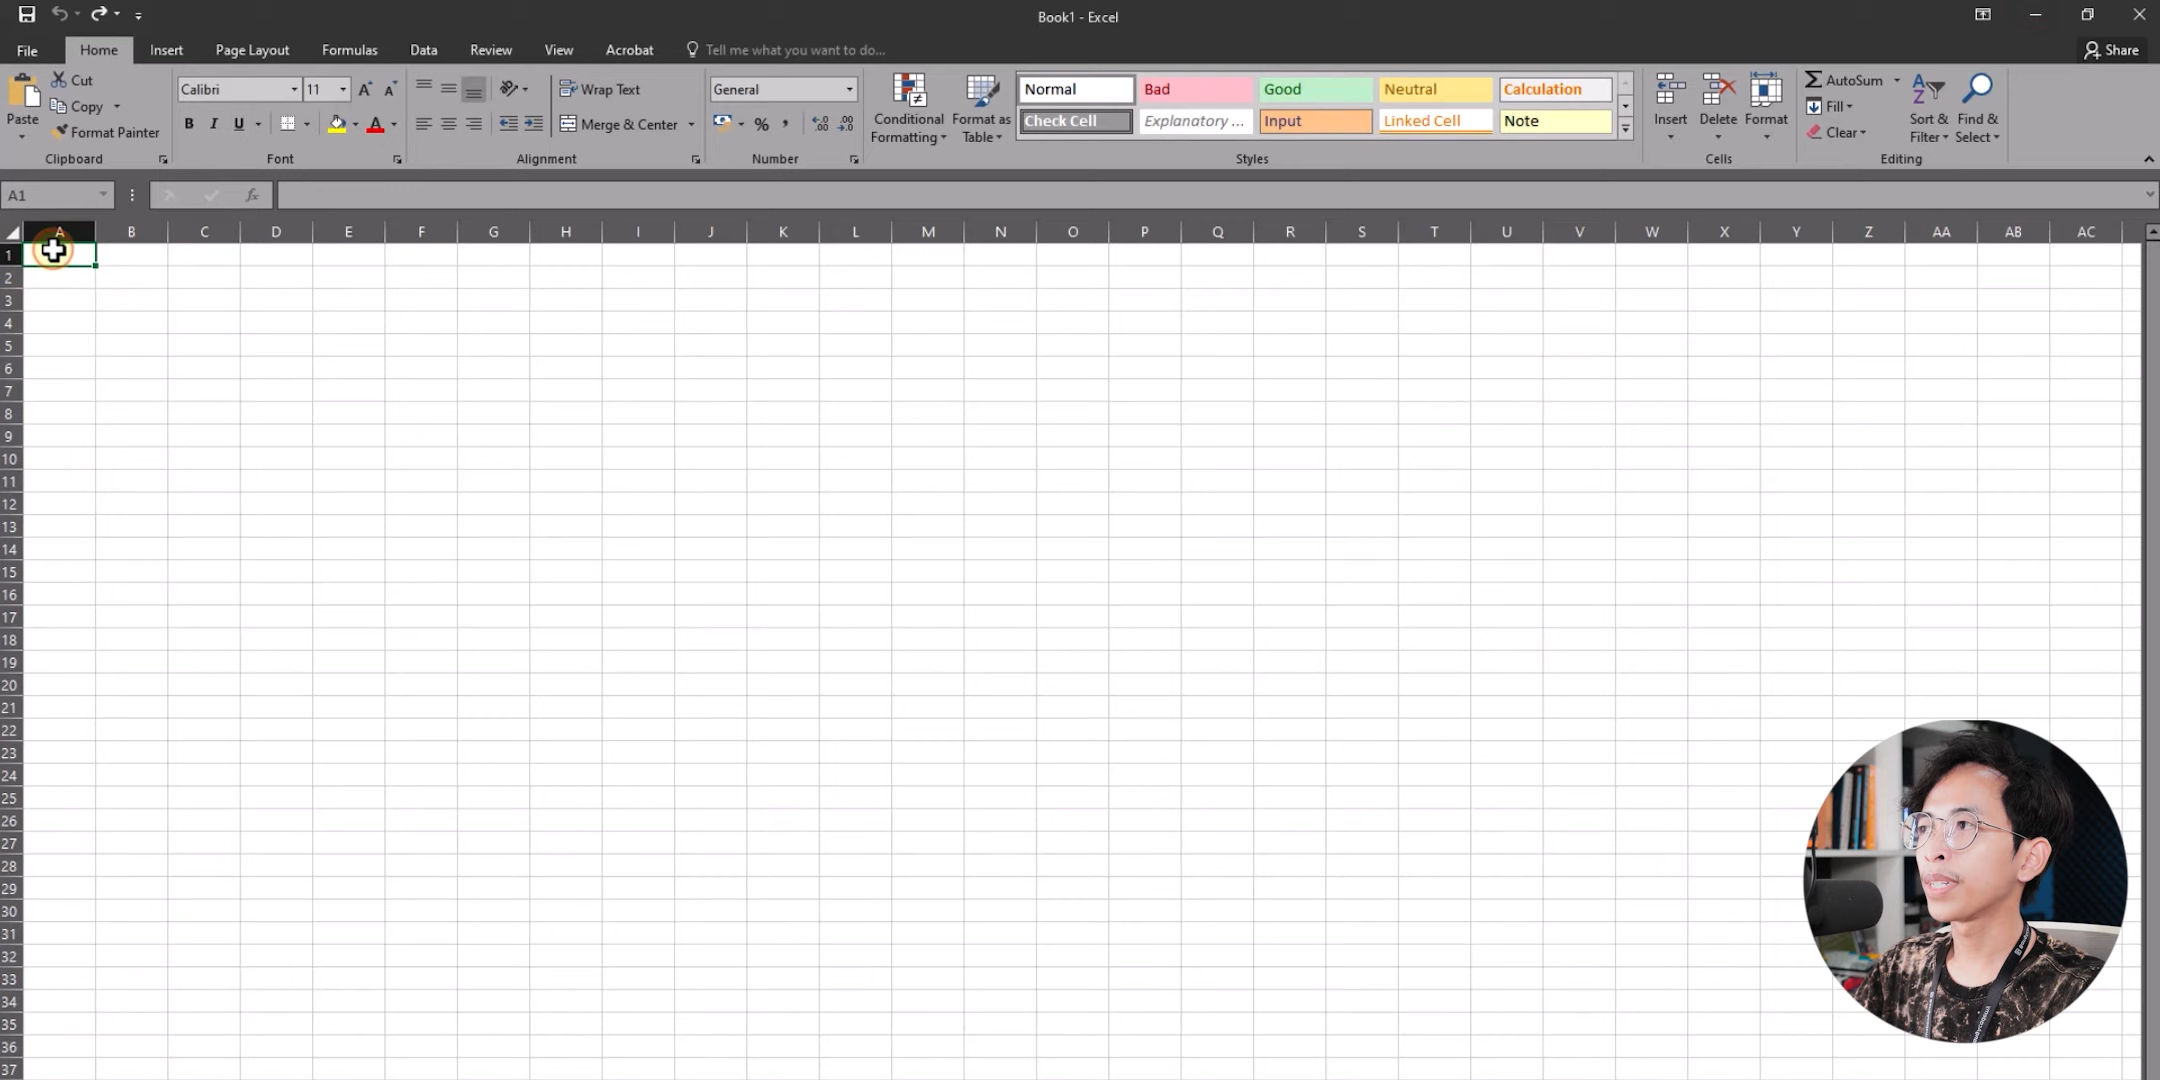 Book1 - Excel
File Home Insert Page Layout Formulas Data Review View Acrobat Tell me what you want to do... Share
Cut
Copy
Format Painter
Paste
Clipboard
Calibri 11
B I U A
Font
Wrap Text
Merge & Center
Alignment
General
% ,
Number
Conditional Formatting
Format as Table
Normal Bad Good Neutral Calculation
Check Cell Explanatory ... Input Linked Cell Note
Styles
Insert Delete Format
Cells
AutoSum
Fill
Clear
Sort & Filter
Find & Select
Editing
A1 fx
A B C D E F G H I J K L M N O P Q R S T U V W X Y Z AA AB AC
1
2
3
4
5
6
7
8
9
10
11
12
13
14
15
16
17
18
19
20
21
22
23
24
25
26
27
28
29
30
31
32
33
34
35
36
37